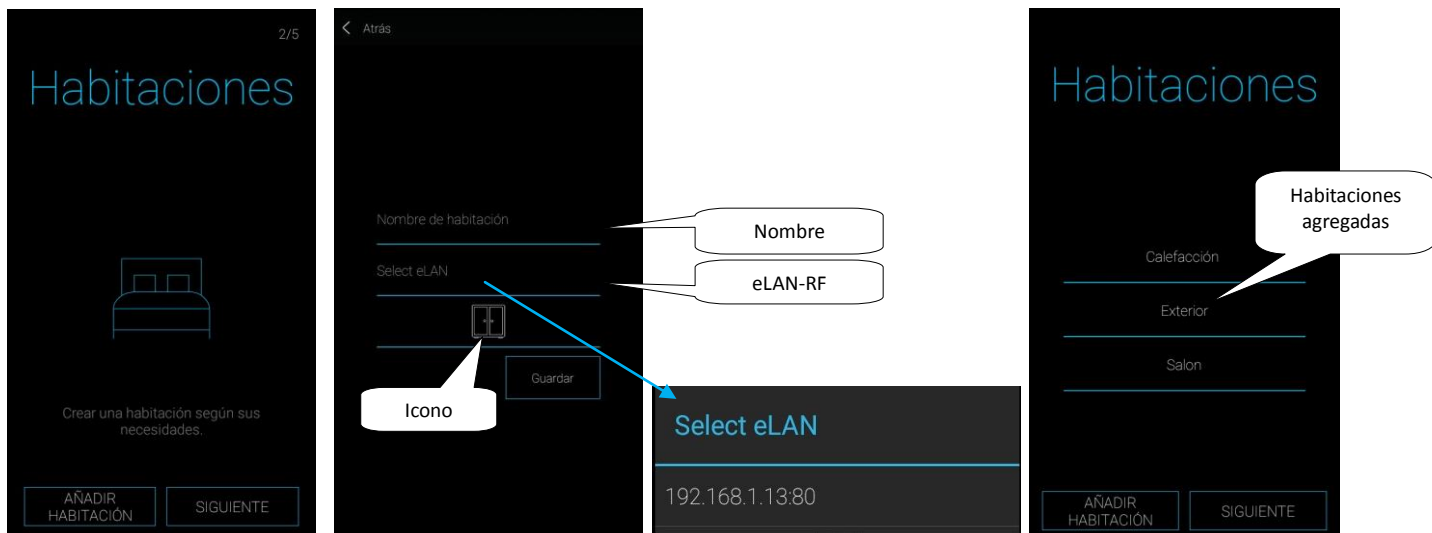 2/5
Habitaciones
Crear una habitación según sus
necesidades.
AÑADIR
HABITACIÓN
SIGUIENTE
Atrás
Nombre de habitación
Select eLAN
Guardar
Nombre
eLAN-RF
Icono
Select eLAN
192.168.1.13:80
Habitaciones
Habitaciones
agregadas
Calefacción
Exterior
Salon
AÑADIR
HABITACIÓN
SIGUIENTE